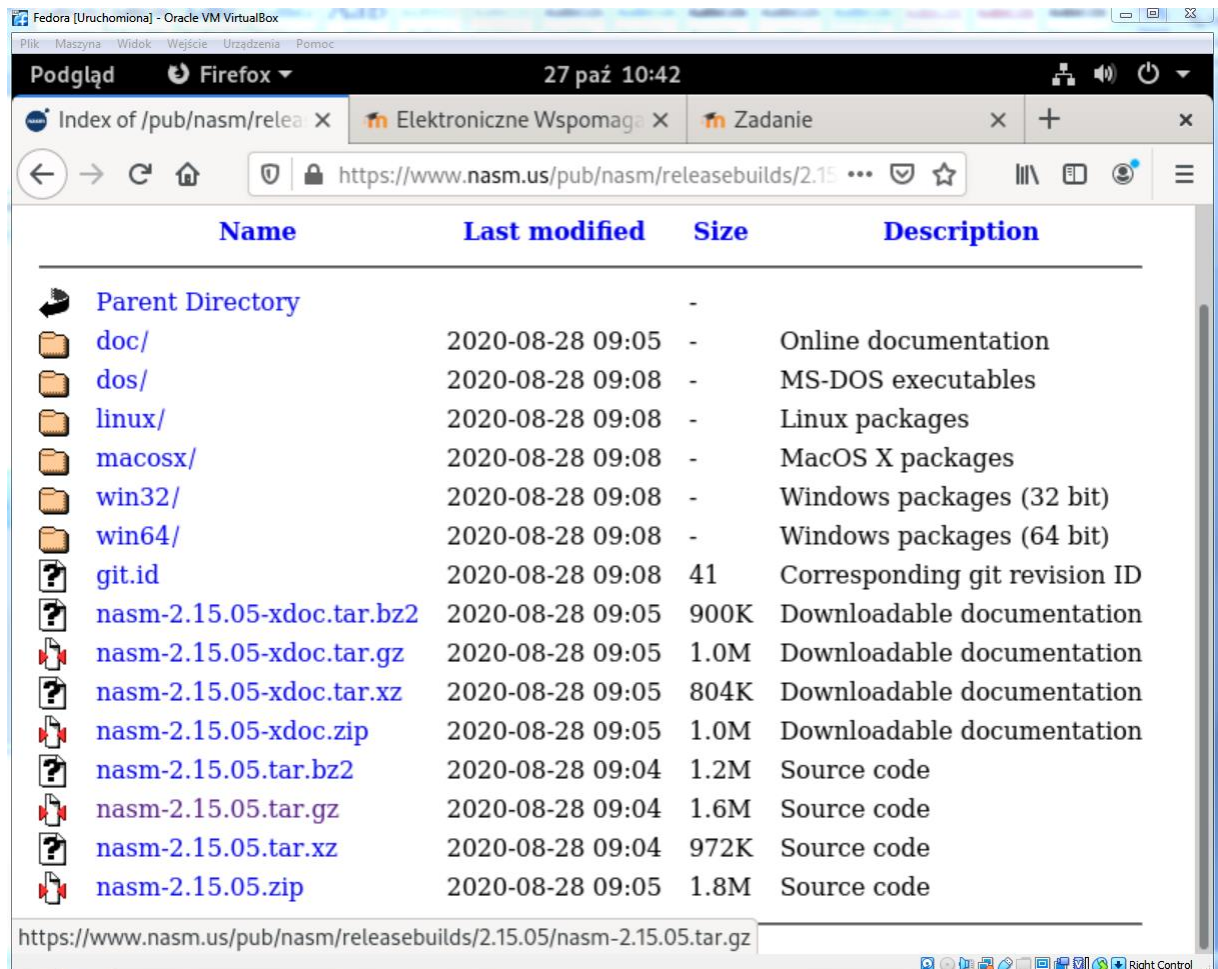 Fedora [Uruchomiona] - Oracle VM VirtualBox
Plik Maszyna Widok Wejście Urządzenia Pomoc
Podgląd Firefox 27 paź 10:42
Index of /pub/nasm/relea Elektroniczne Wspomaga Zadanie
https://www.nasm.us/pub/nasm/releasebuilds/2.15
Name Last modified Size Description
Parent Directory -
doc/ 2020-08-28 09:05 - Online documentation
dos/ 2020-08-28 09:08 - MS-DOS executables
linux/ 2020-08-28 09:08 - Linux packages
macosx/ 2020-08-28 09:08 - MacOS X packages
win32/ 2020-08-28 09:08 - Windows packages (32 bit)
win64/ 2020-08-28 09:08 - Windows packages (64 bit)
git.id 2020-08-28 09:08 41 Corresponding git revision ID
nasm-2.15.05-xdoc.tar.bz2 2020-08-28 09:05 900K Downloadable documentation
nasm-2.15.05-xdoc.tar.gz 2020-08-28 09:05 1.0M Downloadable documentation
nasm-2.15.05-xdoc.tar.xz 2020-08-28 09:05 804K Downloadable documentation
nasm-2.15.05-xdoc.zip 2020-08-28 09:05 1.0M Downloadable documentation
nasm-2.15.05.tar.bz2 2020-08-28 09:04 1.2M Source code
nasm-2.15.05.tar.gz 2020-08-28 09:04 1.6M Source code
nasm-2.15.05.tar.xz 2020-08-28 09:04 972K Source code
nasm-2.15.05.zip 2020-08-28 09:05 1.8M Source code
https://www.nasm.us/pub/nasm/releasebuilds/2.15.05/nasm-2.15.05.tar.gz
Right Control